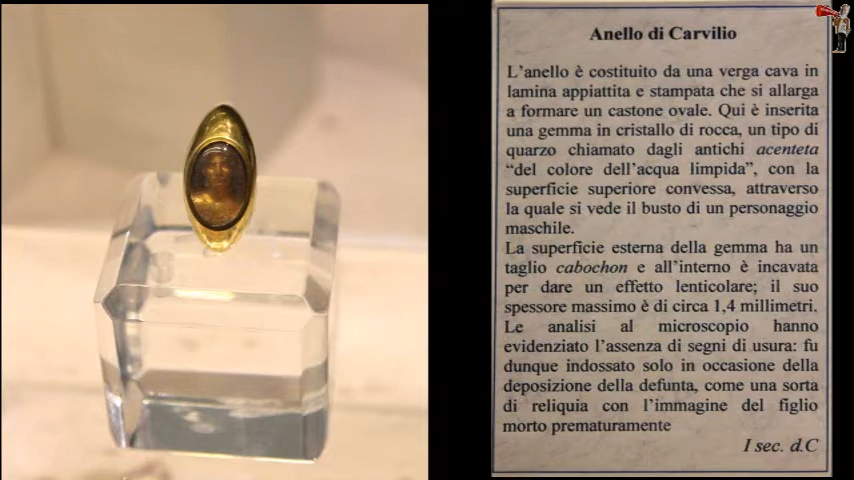 Anello di Carvilio
L'anello è costituito da una verga cava in
lamina appiattita e stampata che si allarga
a formare un castone ovale. Qui è inserita
una gemma in cristallo di rocca, un tipo di
quarzo chiamato dagli antichi acenteta
“del colore dell'acqua limpida”, con la
superficie superiore convessa, attraverso
la quale si vede il busto di un personaggio
maschile.
La superficie esterna della gemma ha un
taglio cabochon e all'interno è incavata
per dare un effetto lenticolare; il suo
spessore massimo è di circa 1,4 millimetri.
Le analisi al microscopio hanno
evidenziato l'assenza di segni di usura: fu
dunque indossato solo in occasione della
deposizione della defunta, come una sorta
di reliquia con l'immagine del figlio
morto prematuramente
I sec. d.C